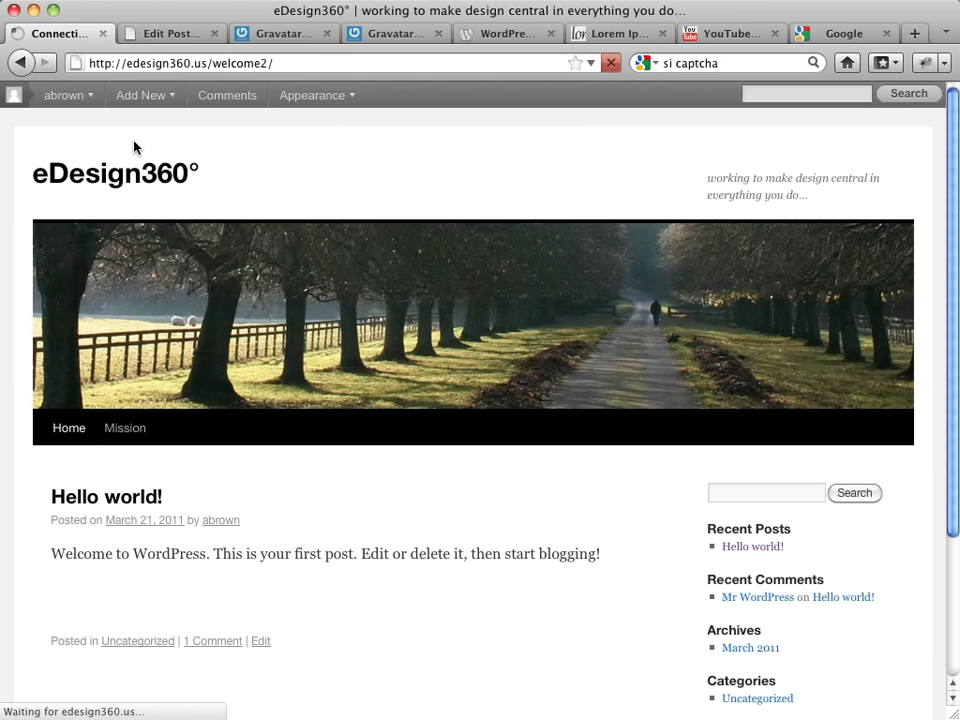 eDesign360° | working to make design central in everything you do...
Connecti...
Edit Post...
Gravatar...
Gravatar...
WordPre...
lor Lorem Ip...
You Tube YouTube...
Google
http://edesign360.us/welcome2/
si captcha
abrown
Add New
Comments
Appearance
Search
eDesign360°
working to make design central in
everything you do...
Home
Mission
Hello world!
Posted on March 21, 2011 by abrown
Welcome to WordPress. This is your first post. Edit or delete it, then start blogging!
Posted in Uncategorized | 1 Comment | Edit
Search
Recent Posts
Hello world!
Recent Comments
Mr WordPress on Hello world!
Archives
March 2011
Categories
Uncategorized
Waiting for edesign360.us...